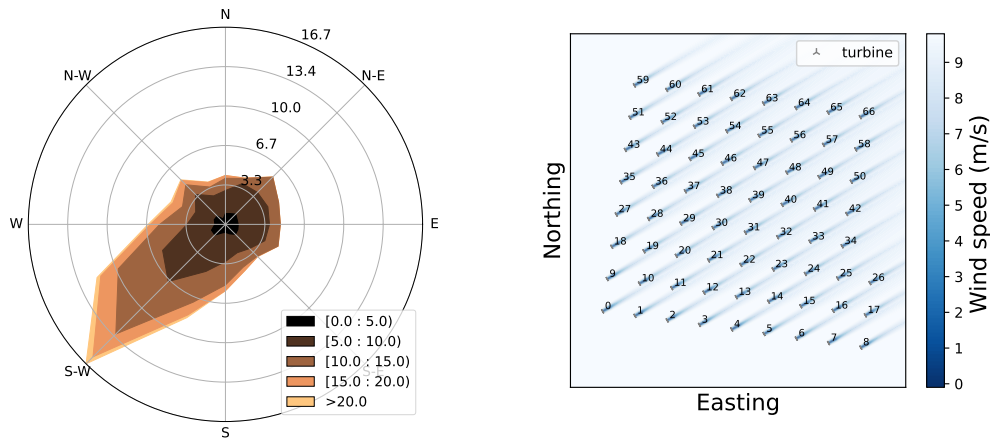 N
N-E
E
S-E
S
S-W
W
N-W
3.3
6.7
10.0
13.4
16.7
[0.0 : 5.0)
[5.0 : 10.0)
[10.0 : 15.0)
[15.0 : 20.0)
>20.0
turbine
59 60 61 62 63 64 65 66
51 52 53 54 55 56 57 58
43 44 45 46 47 48 49 50
35 36 37 38 39 40 41 42
27 28 29 30 31 32 33 34
18 19 20 21 22 23 24 25 26
9 10 11 12 13 14 15 16 17
0 1 2 3 4 5 6 7 8
Northing
Easting
9
8
7
6
5
4
3
2
1
0
Wind speed (m/s)